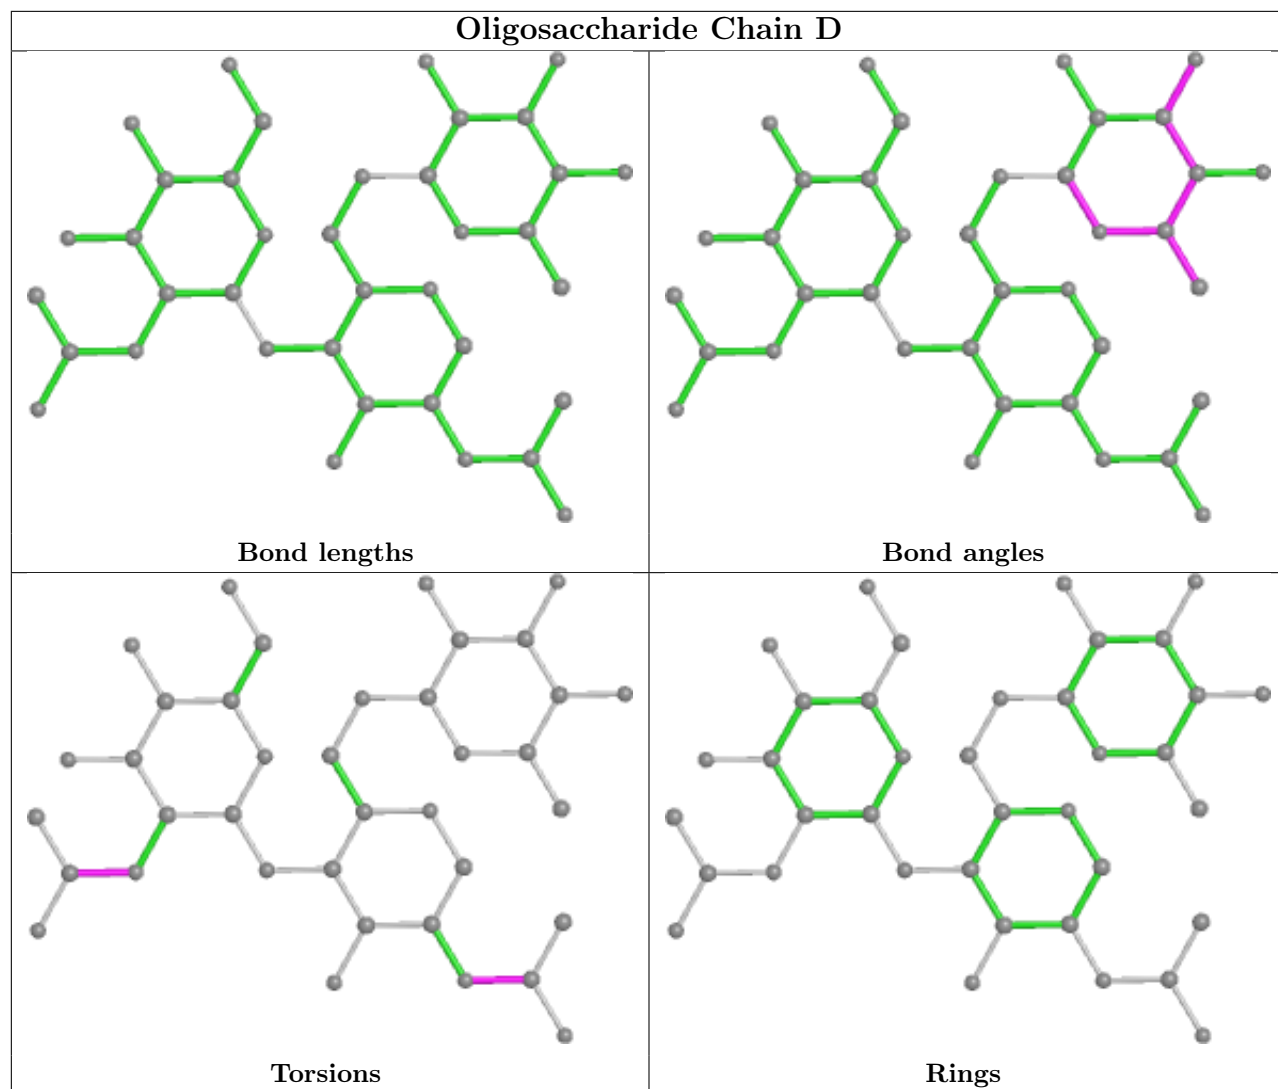 Oligosaccharide Chain D
Bond lengths
Bond angles
Torsions
Rings